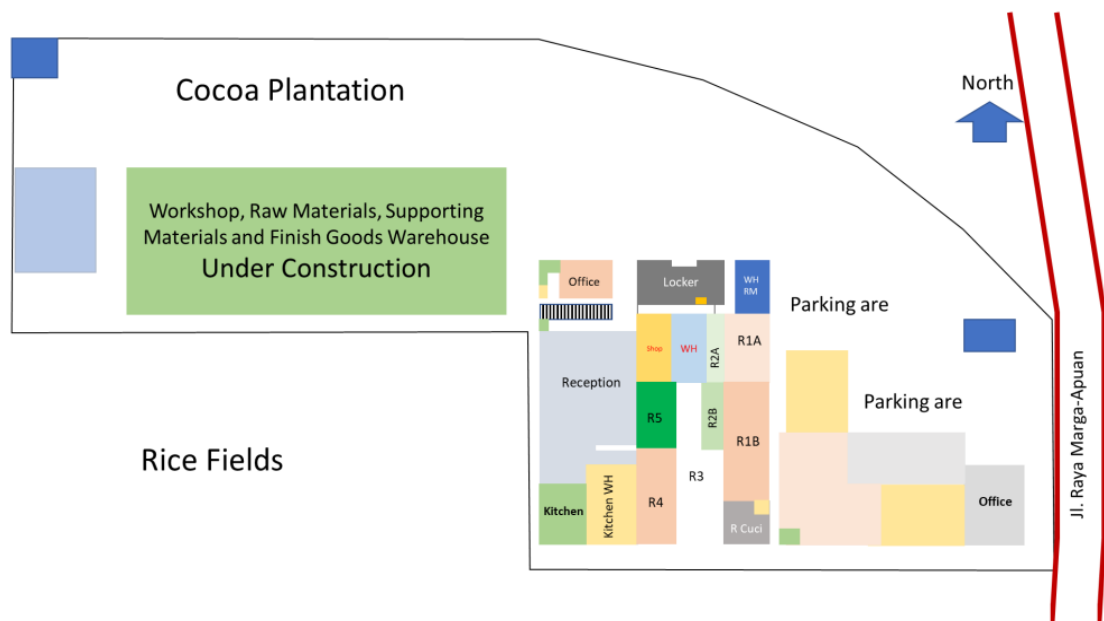 Cocoa Plantation
North
Workshop, Raw Materials, Supporting
Materials and Finish Goods Warehouse
Under Construction
Office
Locker
WH
RM
Parking are
Shop
WH
R2A
R1A
Reception
R5
R2B
R1B
Parking are
Rice Fields
R3
Kitchen
Kitchen WH
R4
R Cuci
Office
Jl. Raya Marga-Apuan